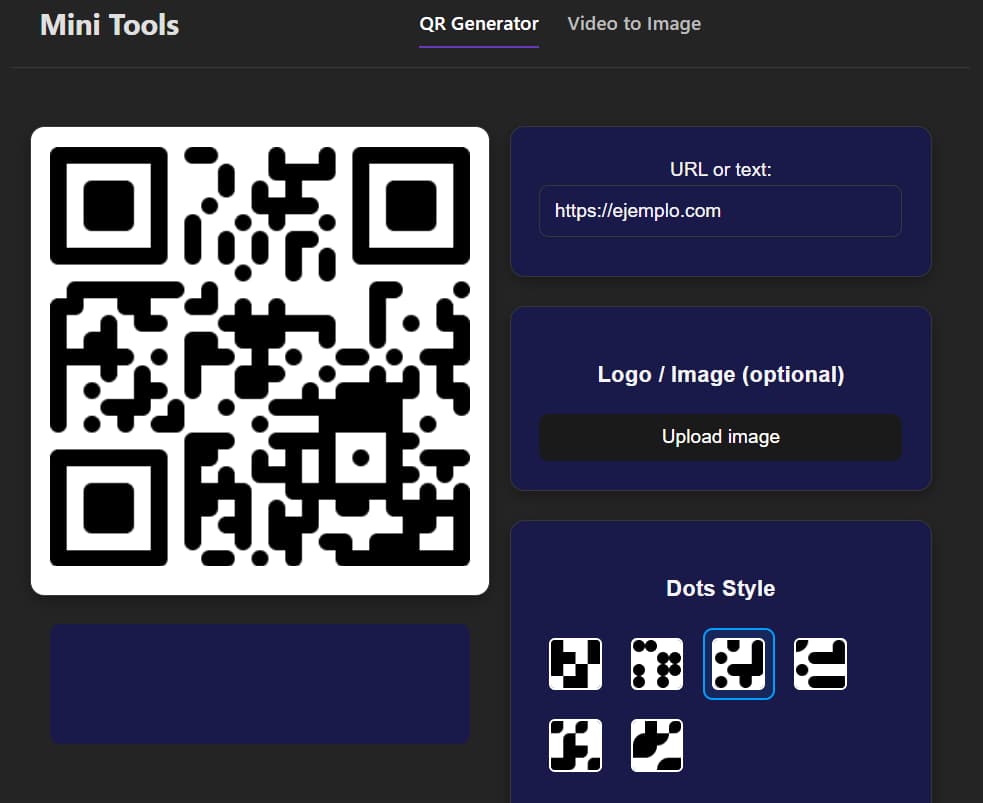 Mini Tools
QR Generator
Video to Image
URL or text:
https://ejemplo.com
Logo / Image (optional)
Upload image
Dots Style